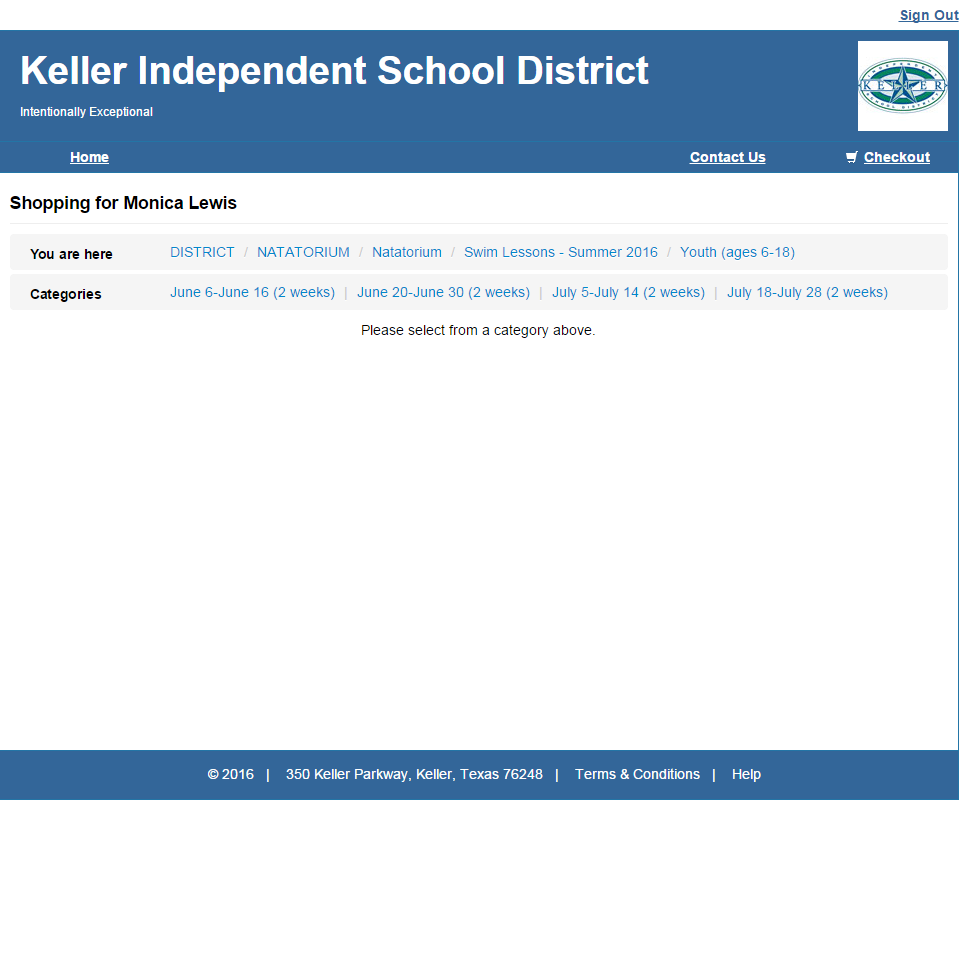 Sign Out
Keller Independent School District
Intentionally Exceptional
INDEPENDENT
KELLER
SCHOOL DISTRICT
Home Contact Us Checkout
Shopping for Monica Lewis
You are here DISTRICT / NATATORIUM / Natatorium / Swim Lessons - Summer 2016 / Youth (ages 6-18)
Categories June 6-June 16 (2 weeks) | June 20-June 30 (2 weeks) | July 5-July 14 (2 weeks) | July 18-July 28 (2 weeks)
Please select from a category above.
© 2016 | 350 Keller Parkway, Keller, Texas 76248 | Terms & Conditions | Help